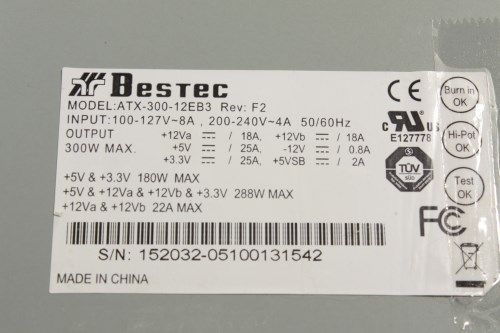 BESTEC
MODEL:ATX-300-12EB3 Rev: F2
INPUT:100-127V~8A , 200-240V~4A 50/60Hz
OUTPUT +12Va / 18A, +12Vb / 18A
300W MAX. +5V / 25A, -12V / 0.8A
+3.3V / 25A, +5VSB / 2A
+5V & +3.3V 180W MAX
+5V & +12Va & +12Vb & +3.3V 288W MAX
+12Va & +12Vb 22A MAX
S/N: 152032-05100131542
MADE IN CHINA
CE
c RU US
E127778
TÜV
SÜD
FC
Burn in
OK
Hi-Pot
OK
Test
OK